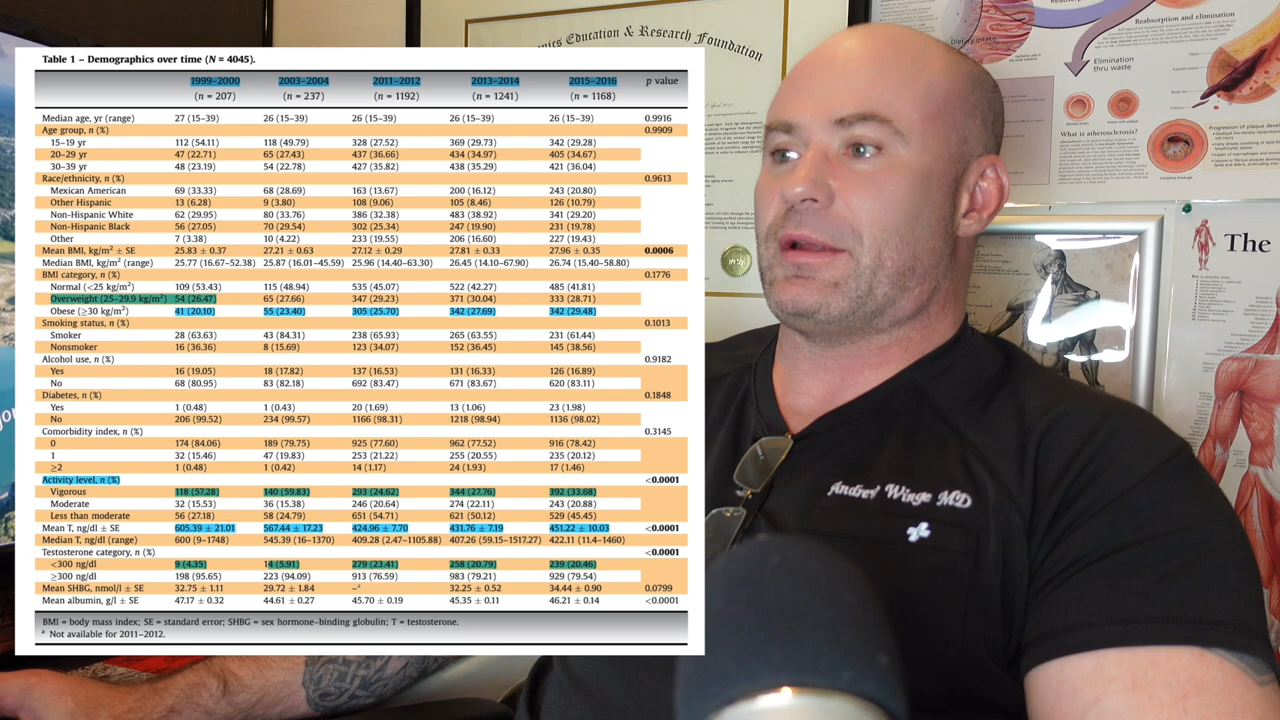 Table 1 – Demographics over time (N = 4045).
1999–2000 2003–2004 2011–2012 2013–2014 2015–2016 p value
(n = 207) (n = 237) (n = 1192) (n = 1241) (n = 1168)
Median age, yr (range) 27 (15–39) 26 (15–39) 26 (15–39) 26 (15–39) 26 (15–39) 0.9916
Age group, n (%) 0.9909
15–19 yr 112 (54.11) 118 (49.79) 328 (27.52) 369 (29.73) 342 (29.28)
20–29 yr 47 (22.71) 65 (27.43) 437 (36.66) 434 (34.97) 405 (34.67)
30–39 yr 48 (23.19) 54 (22.78) 427 (35.82) 438 (35.29) 421 (36.04)
Race/ethnicity, n (%) 0.9613
Mexican American 69 (33.33) 68 (28.69) 163 (13.67) 200 (16.12) 243 (20.80)
Other Hispanic 13 (6.28) 9 (3.80) 108 (9.06) 105 (8.46) 126 (10.79)
Non-Hispanic White 62 (29.95) 80 (33.76) 386 (32.38) 483 (38.92) 341 (29.20)
Non-Hispanic Black 56 (27.05) 70 (29.54) 302 (25.34) 247 (19.90) 231 (19.78)
Other 7 (3.38) 10 (4.22) 233 (19.55) 206 (16.60) 227 (19.43)
Mean BMI, kg/m² ± SE 25.83 ± 0.37 27.21 ± 0.63 27.12 ± 0.29 27.81 ± 0.33 27.96 ± 0.35 0.0006
Median BMI, kg/m² (range) 25.77 (16.67–52.38) 25.87 (16.01–45.59) 25.96 (14.40–63.30) 26.45 (14.10–67.90) 26.74 (15.40–58.80)
BMI category, n (%) 0.1776
Normal (<25 kg/m²) 109 (53.43) 115 (48.94) 535 (45.07) 522 (42.27) 485 (41.81)
Overweight (25–29.9 kg/m²) 54 (26.47) 65 (27.66) 347 (29.23) 371 (30.04) 333 (28.71)
Obese (≥30 kg/m²) 41 (20.10) 55 (23.40) 305 (25.70) 342 (27.69) 342 (29.48)
Smoking status, n (%) 0.1013
Smoker 28 (63.63) 43 (84.31) 238 (65.93) 265 (63.55) 231 (61.44)
Nonsmoker 16 (36.36) 8 (15.69) 123 (34.07) 152 (36.45) 145 (38.56)
Alcohol use, n (%) 0.9182
Yes 16 (19.05) 18 (17.82) 137 (16.53) 131 (16.33) 126 (16.89)
No 68 (80.95) 83 (82.18) 692 (83.47) 671 (83.67) 620 (83.11)
Diabetes, n (%) 0.1848
Yes 1 (0.48) 1 (0.43) 20 (1.69) 13 (1.06) 23 (1.98)
No 206 (99.52) 234 (99.57) 1166 (98.31) 1218 (98.94) 1136 (98.02)
Comorbidity index, n (%) 0.3145
0 174 (84.06) 189 (79.75) 925 (77.60) 962 (77.52) 916 (78.42)
1 32 (15.46) 47 (19.83) 253 (21.22) 255 (20.55) 235 (20.12)
≥2 1 (0.48) 1 (0.42) 14 (1.17) 24 (1.93) 17 (1.46)
Activity level, n (%) <0.0001
Vigorous 118 (57.28) 140 (59.83) 293 (24.62) 344 (27.76) 392 (33.68)
Moderate 32 (15.53) 36 (15.38) 246 (20.64) 274 (22.11) 243 (20.88)
Less than moderate 56 (27.18) 58 (24.79) 651 (54.71) 621 (50.12) 529 (45.45)
Mean T, ng/dl ± SE 605.39 ± 21.01 567.44 ± 17.23 424.96 ± 7.70 431.76 ± 7.19 451.22 ± 10.03 <0.0001
Median T, ng/dl (range) 600 (9–1748) 545.39 (16–1370) 409.28 (2.47–1105.88) 407.26 (59.15–1517.27) 422.11 (11.4–1460)
Testosterone category, n (%) <0.0001
<300 ng/dl 9 (4.35) 14 (5.91) 279 (23.41) 258 (20.79) 239 (20.46)
≥300 ng/dl 198 (95.65) 223 (94.09) 913 (76.59) 983 (79.21) 929 (79.54)
Mean SHBG, nmol/l ± SE 32.75 ± 1.11 29.72 ± 1.84 –ᵃ 32.25 ± 0.52 34.44 ± 0.90 0.0799
Mean albumin, g/l ± SE 47.17 ± 0.32 44.61 ± 0.27 45.70 ± 0.19 45.35 ± 0.11 46.21 ± 0.14 <0.0001
BMI = body mass index; SE = standard error; SHBG = sex hormone–binding globulin; T = testosterone.
ᵃ Not available for 2011–2012.
Education & Research Foundation
Dietary intake
Reabsorption and elimination
Elimination
thru waste
What is atherosclerosis?
Progression of plaque
The
Andrew Winge MD